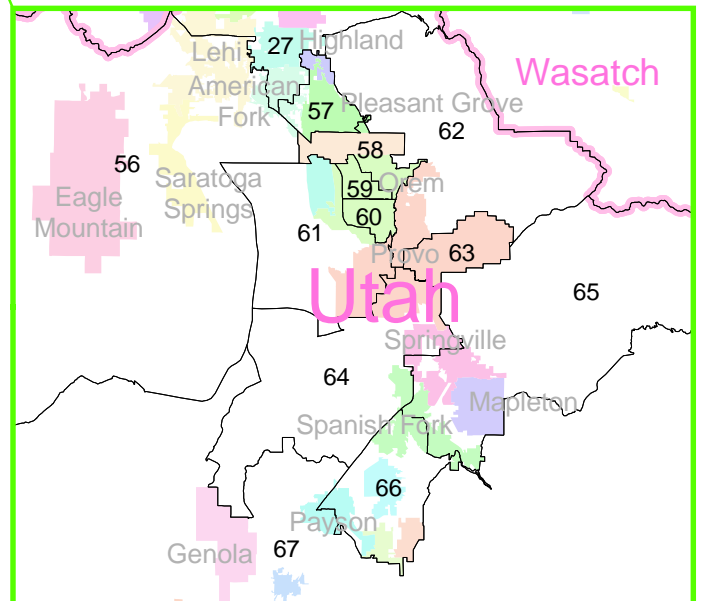 Lehi
27
Highland
Wasatch
American
Fork
57
Pleasant Grove
62
56
58
Saratoga
Springs
59
Orem
Eagle
Mountain
60
61
Provo
63
Utah
65
Springville
64
Mapleton
Spanish Fork
66
Payson
Genola
67